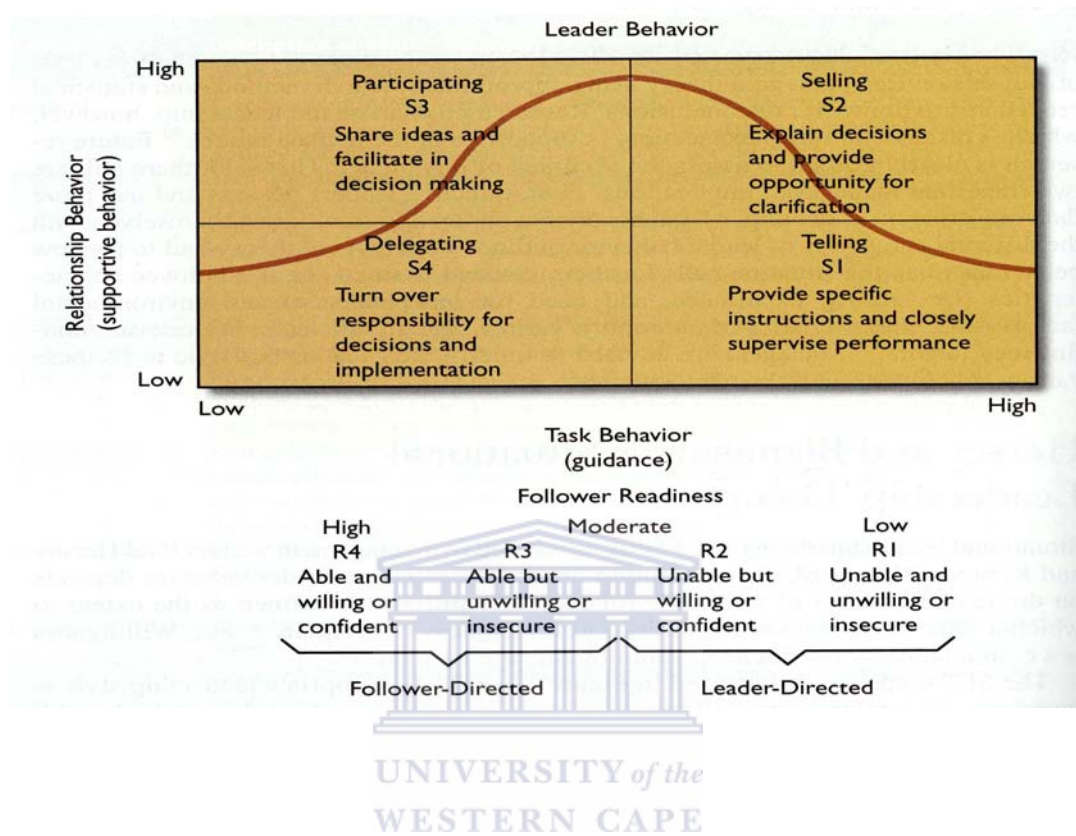 Leader Behavior
High
Participating
S3
Share ideas and
facilitate in
decision making
Selling
S2
Explain decisions
and provide
opportunity for
clarification
Relationship Behavior
(supportive behavior)
Delegating
S4
Turn over
responsibility for
decisions and
implementation
Telling
S1
Provide specific
instructions and closely
supervise performance
Low
Low
High
Task Behavior
(guidance)
Follower Readiness
High
Moderate
Low
R4
R3
R2
R1
Able and
willing or
confident
Able but
unwilling or
insecure
Unable but
willing or
confident
Unable and
unwilling or
insecure
Follower-Directed
Leader-Directed
UNIVERSITY of the
WESTERN CAPE